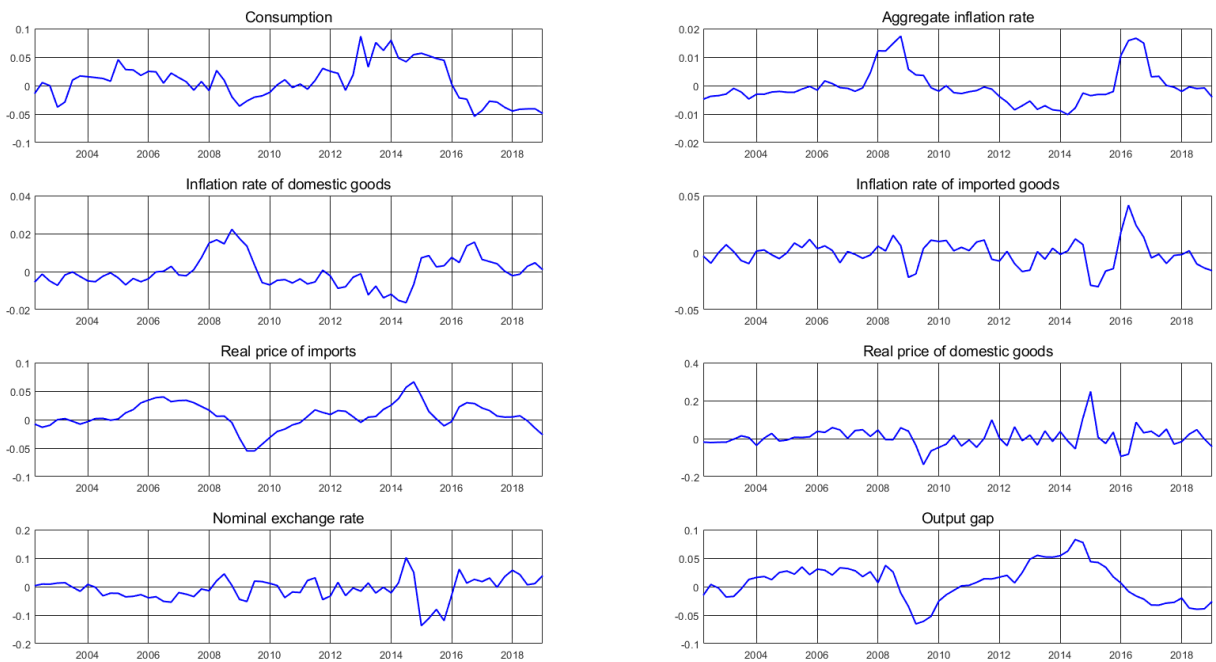 Consumption
0.1
0.05
0
-0.05
-0.1
2004 2006 2008 2010 2012 2014 2016 2018
Aggregate inflation rate
0.02
0.01
0
-0.01
-0.02
2004 2006 2008 2010 2012 2014 2016 2018
Inflation rate of domestic goods
0.04
0.02
0
-0.02
2004 2006 2008 2010 2012 2014 2016 2018
Inflation rate of imported goods
0.05
0
-0.05
2004 2006 2008 2010 2012 2014 2016 2018
Real price of imports
0.1
0.05
0
-0.05
-0.1
2004 2006 2008 2010 2012 2014 2016 2018
Real price of domestic goods
0.4
0.2
0
-0.2
2004 2006 2008 2010 2012 2014 2016 2018
Nominal exchange rate
0.2
0.1
0
-0.1
-0.2
2004 2006 2008 2010 2012 2014 2016 2018
Output gap
0.1
0.05
0
-0.05
-0.1
2004 2006 2008 2010 2012 2014 2016 2018